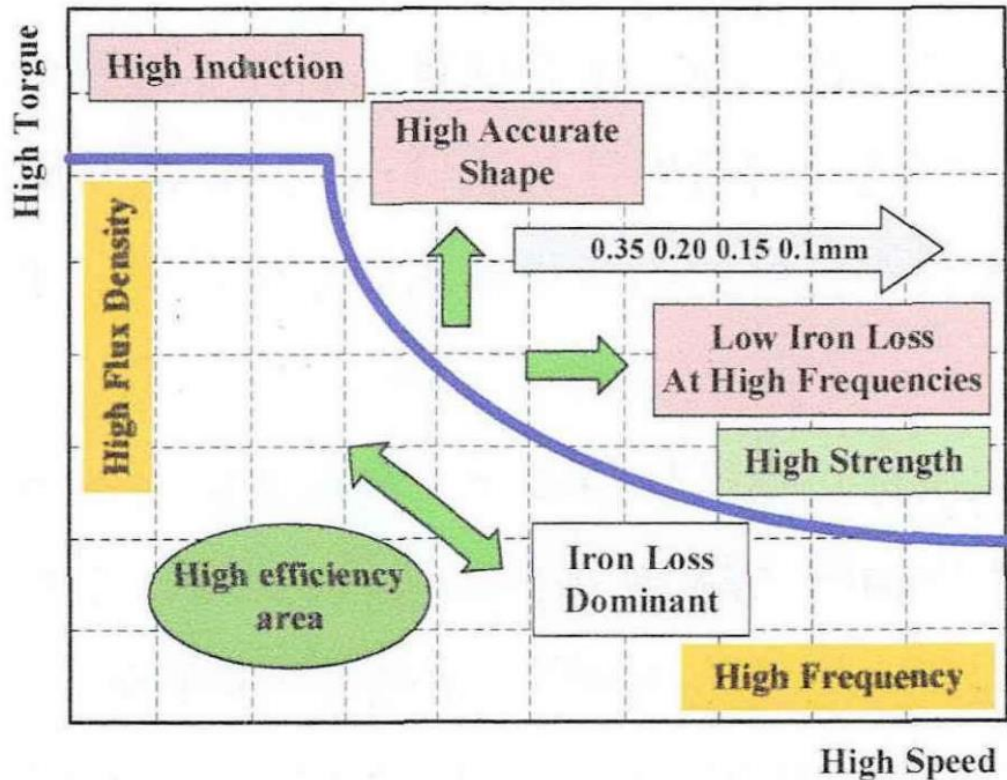 High Torgue
High Induction
High Accurate
Shape
High Flux Density
0.35 0.20 0.15 0.1mm
Low Iron Loss
At High Frequencies
High Strength
High efficiency
area
Iron Loss
Dominant
High Frequency
High Speed